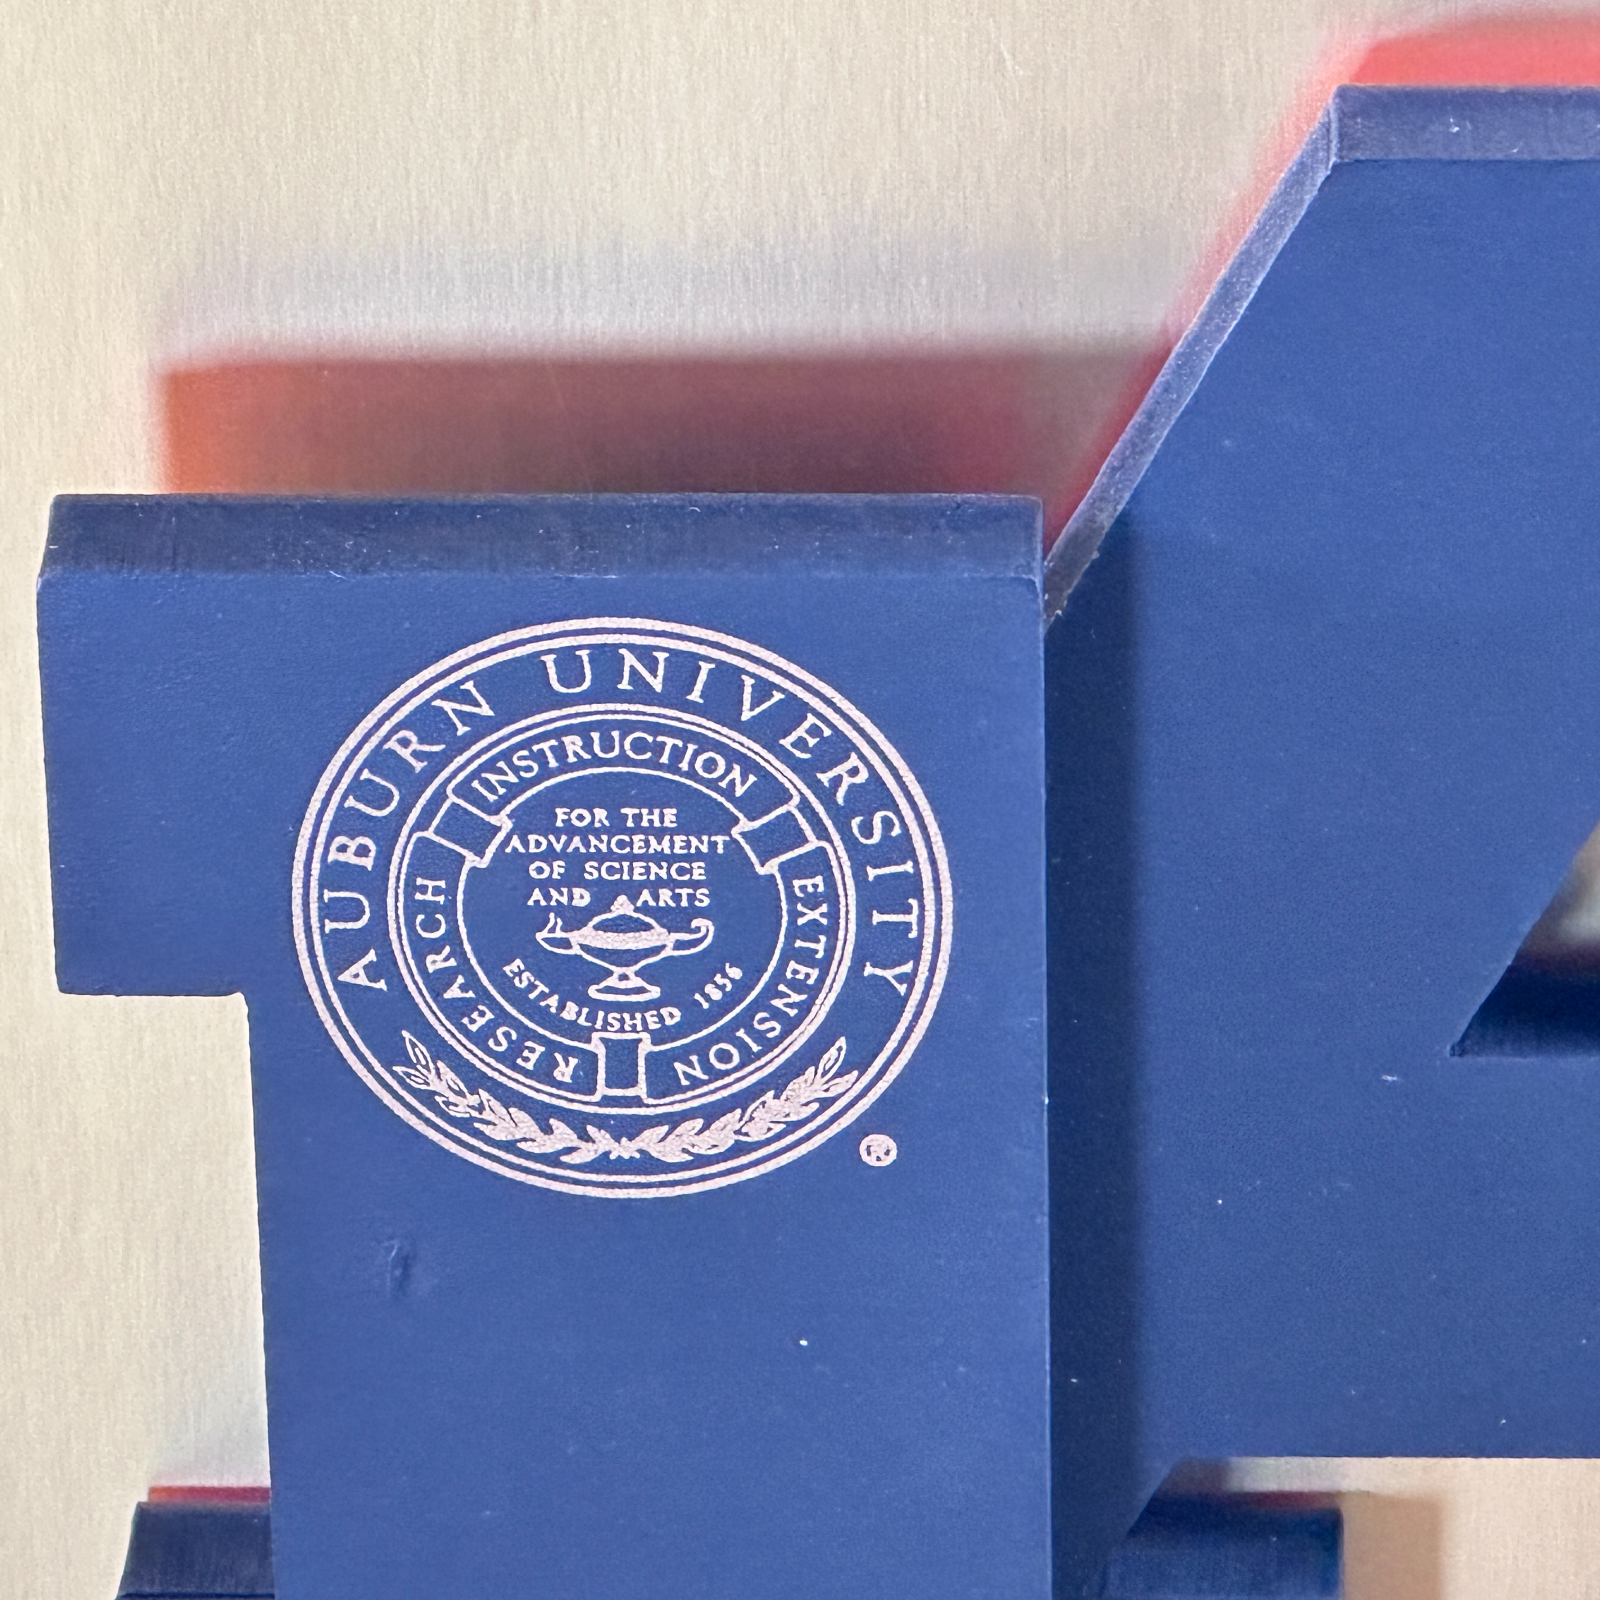 AUBURN UNIVERSITY
INSTRUCTION
FOR THE
ADVANCEMENT
OF SCIENCE
AND ARTS
ESTABLISHED 1856
RESEARCH
EXTENSION
®